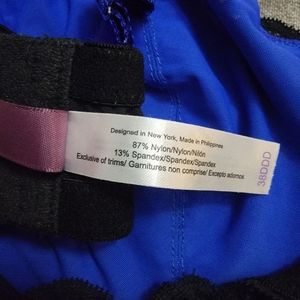 Designed in New York, Made in Philippines
87% Nylon/Nylon/Nilón
13% Spandex/Spandex/Spandex
Exclusive of trims/ Garnitures non comprise/ Excepto adornos
38DDD